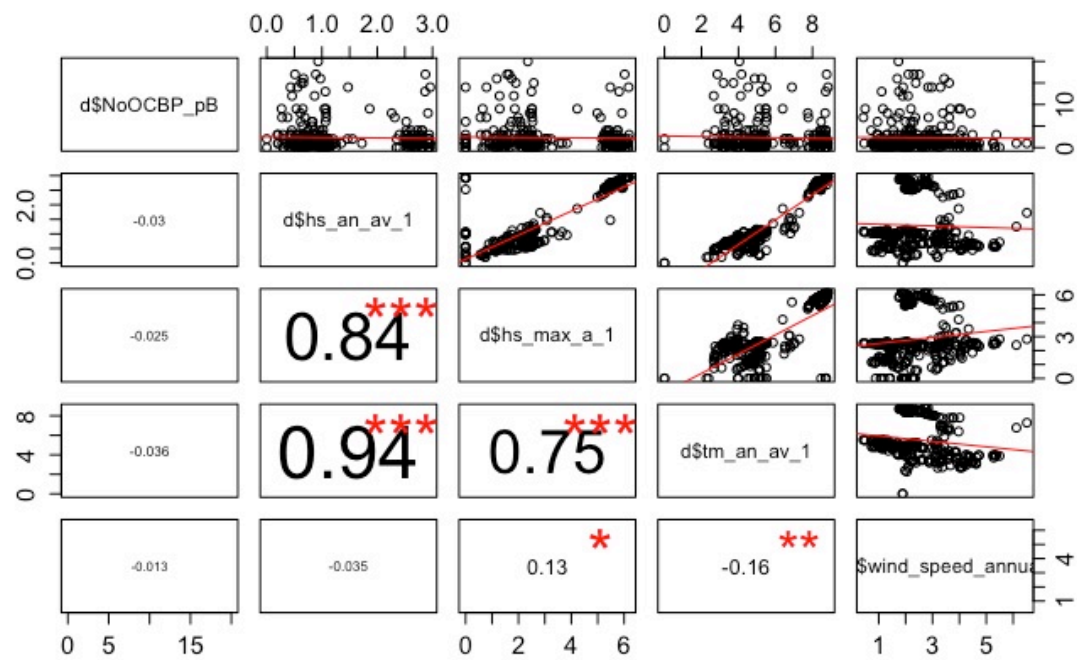 0.0 1.0 2.0 3.0 0 2 4 6 8
d$NoOCBP_pB 0 10
0.0 2.0 -0.03 d$hs_an_av_1
-0.025 0.84 *** d$hs_max_a_1 0 3 6
0 4 8 -0.036 0.94 *** 0.75 *** d$tm_an_av_1
-0.013 -0.035 0.13 * -0.16 ** $wind_speed_annua 1 4
0 5 15 0 2 4 6 1 3 5